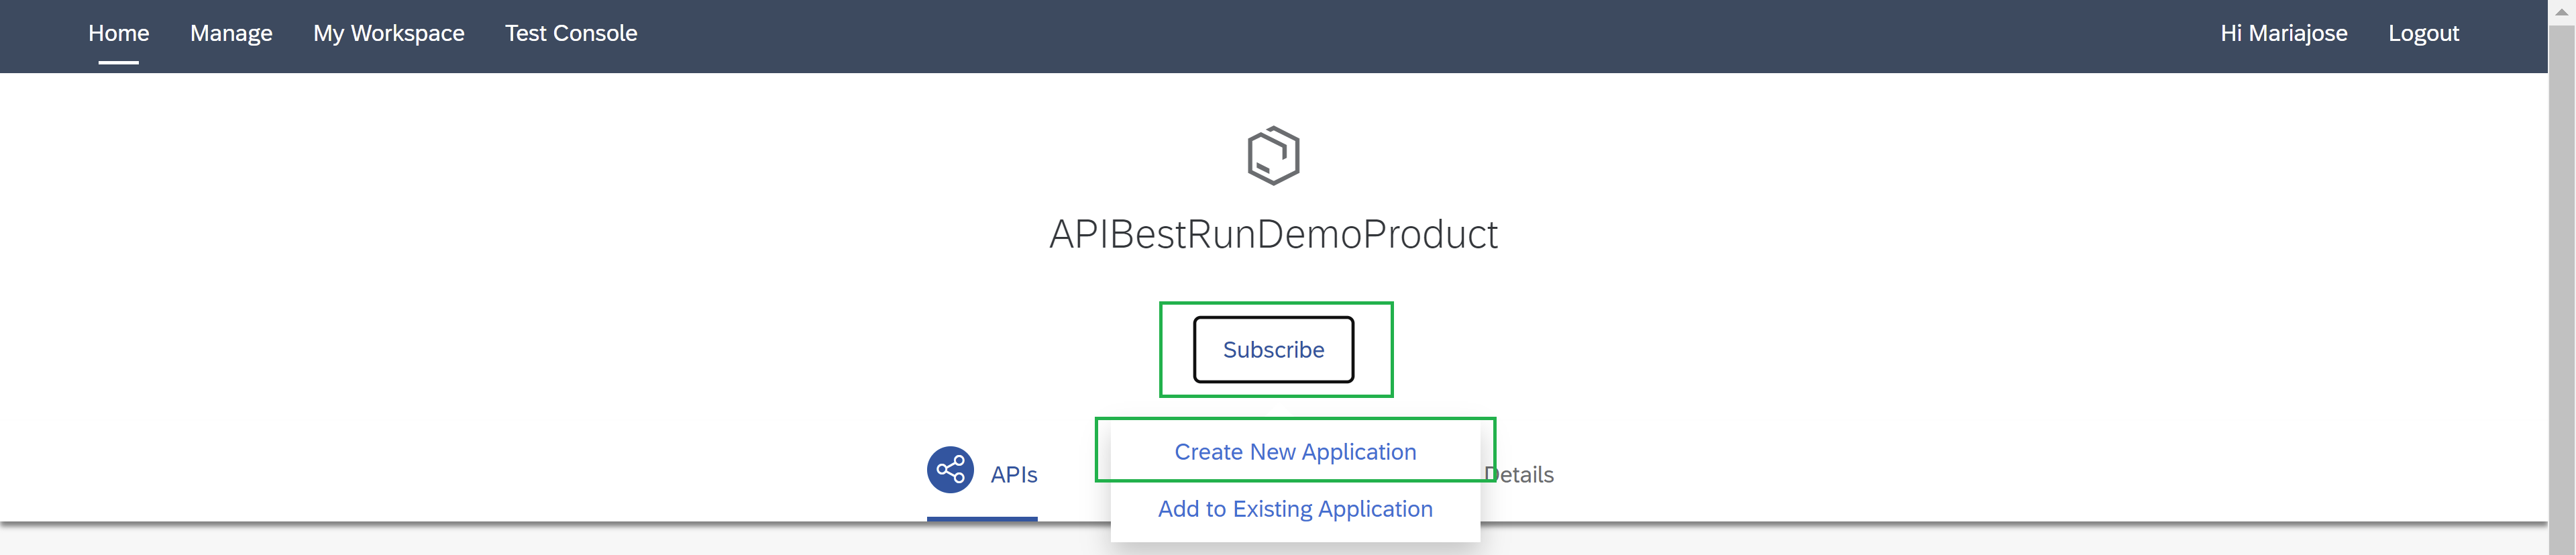 Home Manage My Workspace Test Console Hi Mariajose Logout
APIBestRunDemoProduct
Subscribe
Create New Application
APIs Details
Add to Existing Application